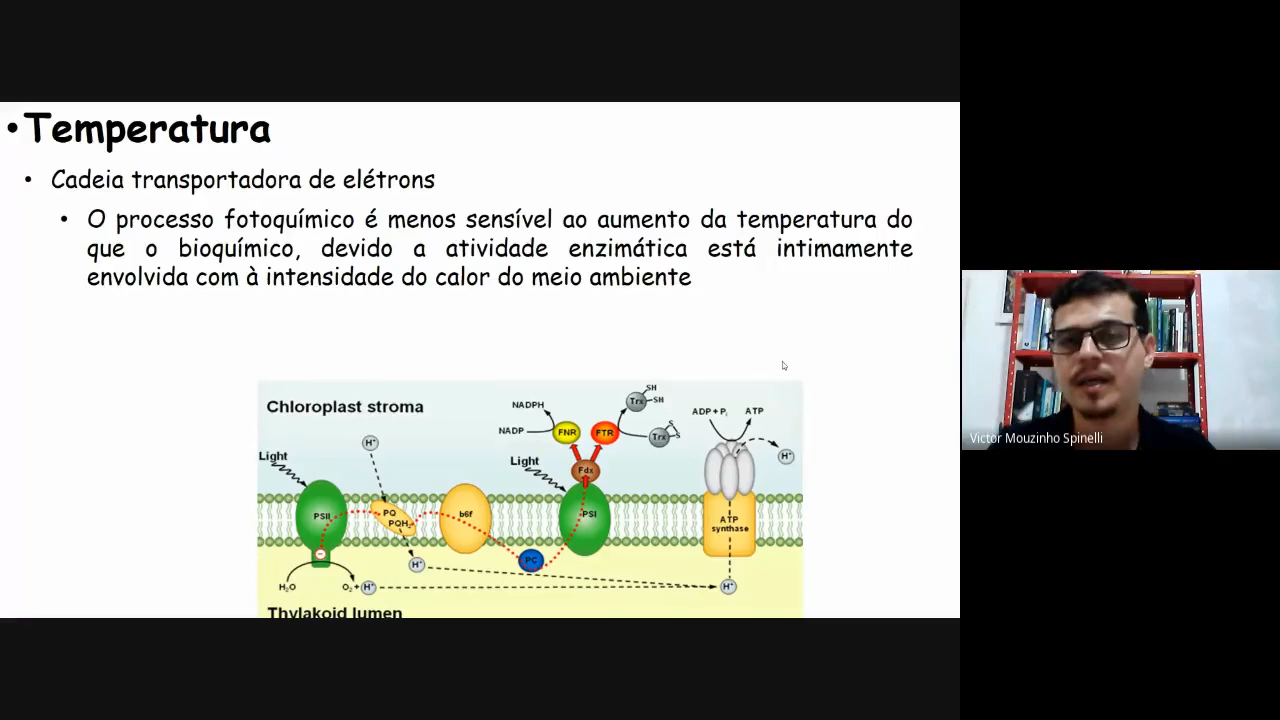 •Temperatura
• Cadeia transportadora de elétrons
• O processo fotoquímico é menos sensível ao aumento da temperatura do
que o bioquímico, devido a atividade enzimática está intimamente
envolvida com à intensidade do calor do meio ambiente
Chloroplast stroma
NADPH
NADP
FNR
FTR
Trx
SH
SH
Trx
S
S
ADP + Pi
ATP
H+
H+
Light
Light
Fdx
PSII
PQ
PQH2
b6f
PSI
ATP
synthase
PC
H+
H2O
O2 +
H+
H+
Thylakoid lumen
Victor Mouzinho Spinelli